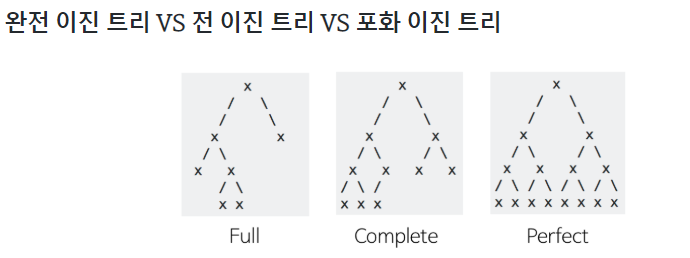 완전 이진 트리 VS 전 이진 트리 VS 포화 이진 트리
x x x
/ \ / \ / \
/ \ / \ / \
x x x x x x
/ \ / \ / \ / \ / \
x x x x x x x x x x
/ \ / \ / / \ / \ / \ / \
x x x x x x x x x x x x x
Full Complete Perfect